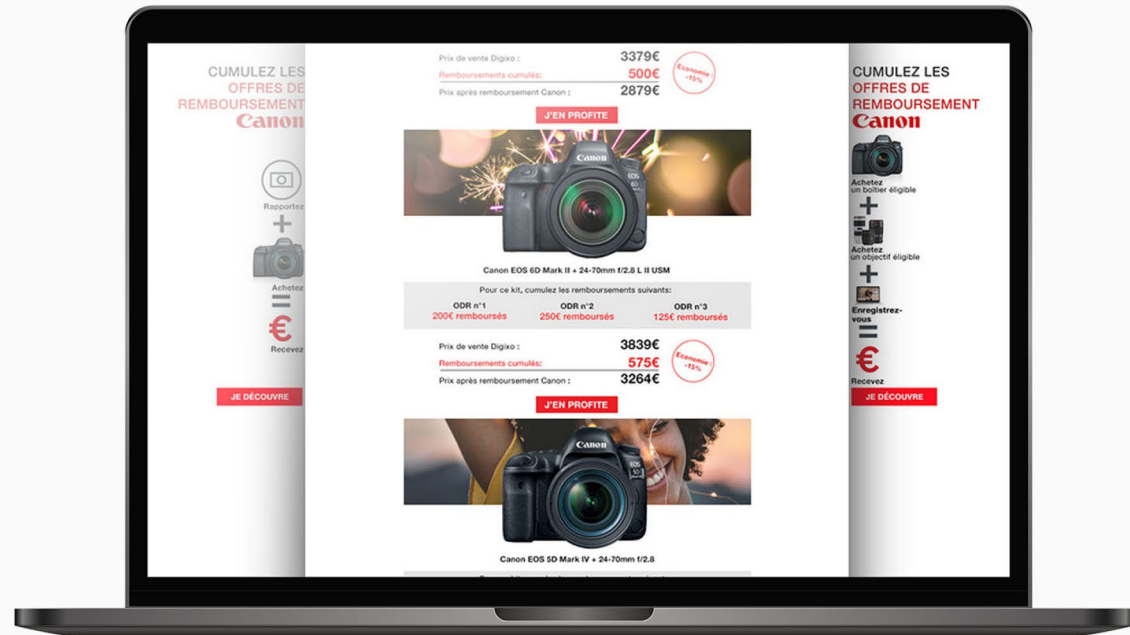 CUMULEZ LES
OFFRES DE
REMBOURSEMENT
Canon
Rapportez
+
Achetez
=
€
Recevez
JE DÉCOUVRE
Prix de vente Digixo :
3379€
Remboursements cumulés:
500€
Economie :
-15%
Prix après remboursement Canon :
2879€
J'EN PROFITE
Canon
EOS
6D
Canon EOS 6D Mark II + 24-70mm f/2.8 L II USM
Pour ce kit, cumulez les remboursements suivants:
ODR n°1
200€ remboursés
ODR n°2
250€ remboursés
ODR n°3
125€ remboursés
Prix de vente Digixo :
3839€
Remboursements cumulés:
575€
Economie :
-15%
Prix après remboursement Canon :
3264€
J'EN PROFITE
Canon
EOS
5D
Canon EOS 5D Mark IV + 24-70mm f/2.8
CUMULEZ LES
OFFRES DE
REMBOURSEMENT
Canon
Achetez
un boîtier éligible
+
Achetez
un objectif éligible
+
Enregistrez-
vous
=
€
Recevez
JE DÉCOUVRE